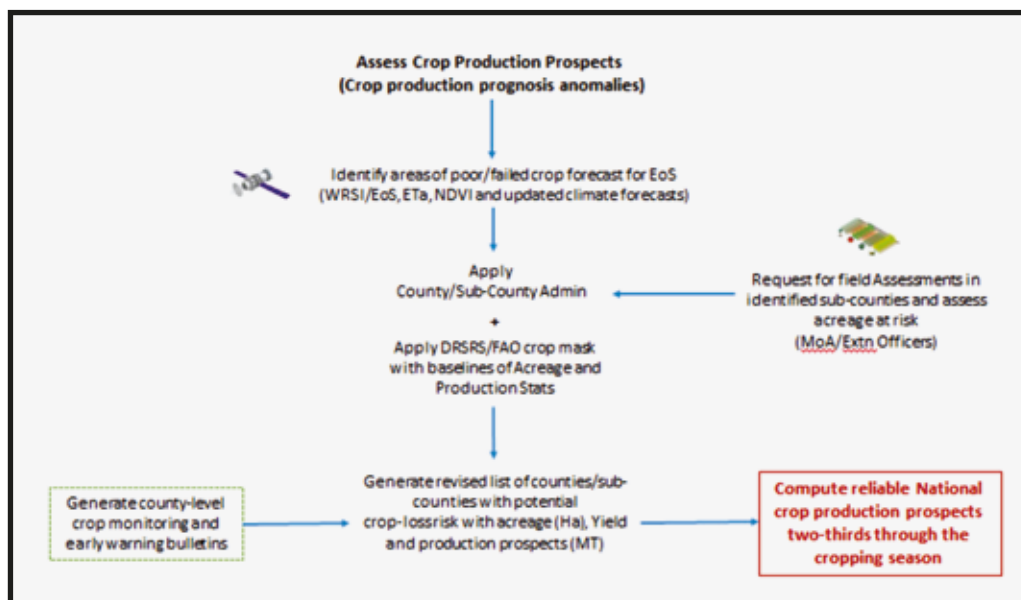 Assess Crop Production Prospects
(Crop production prognosis anomalies)
Identify areas of poor/failed crop forecast for EoS
(WRSI/EoS, ETa, NDVI and updated climate forecasts)
Apply
County/Sub-County Admin
+
Apply DRSRS/FAO crop mask
with baselines of Acreage and
Production Stats
Request for field Assessments in
identified sub-counties and assess
acreage at risk
(MoA/Extn Officers)
Generate county-level
crop monitoring and
early warning bulletins
Generate revised list of counties/sub-
counties with potential
crop-lossrisk with acreage (Ha), Yield
and production prospects (MT)
Compute reliable National
crop production prospects
two-thirds through the
cropping season